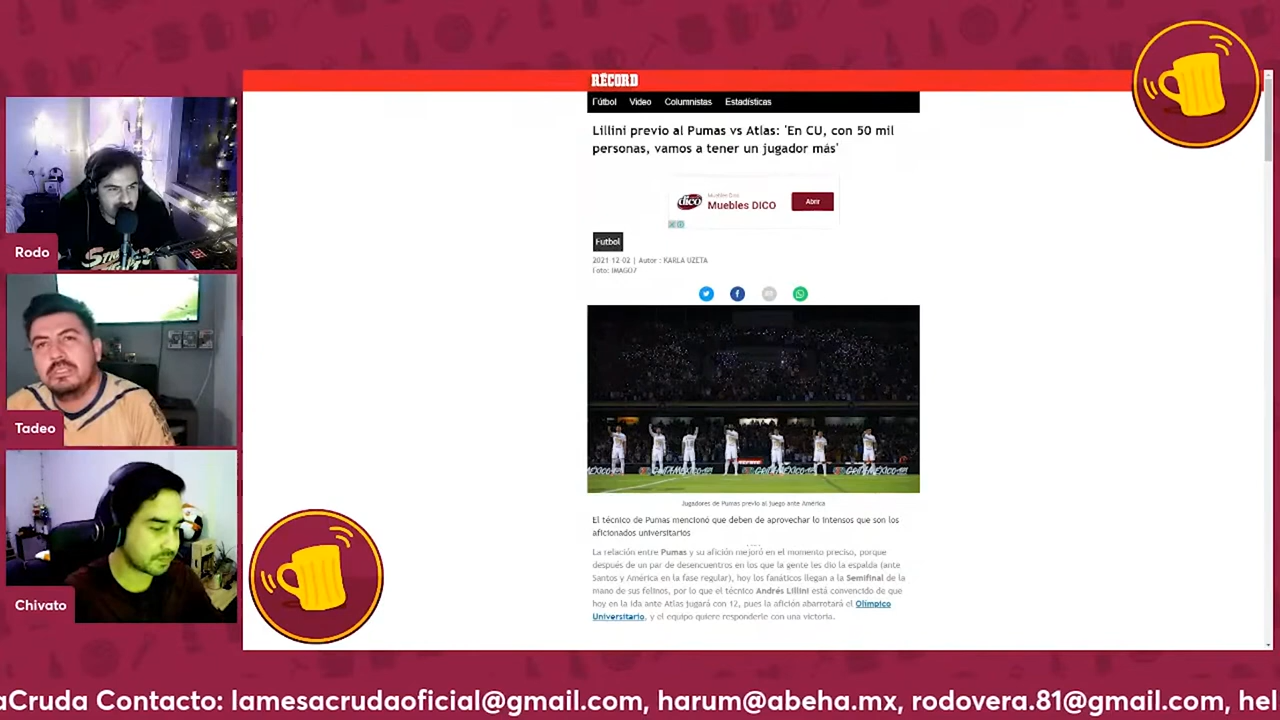 RÉCORD
Fútbol Video Columnistas Estadísticas
Lillini previo al Pumas vs Atlas: 'En CU, con 50 mil
personas, vamos a tener un jugador más'
dico
Muebles Dico
Muebles DICO
Abrir
Futbol
2021-12-02 | Autor : KARLA UZETA
Foto: IMAGO7
Jugadores de Pumas previo al juego ante América
El técnico de Pumas mencionó que deben de aprovechar lo intensos que son los
aficionados universitarios
La relación entre Pumas y su afición mejoró en el momento preciso, porque
después de un par de desencuentros en los que la gente les dio la espalda (ante
Santos y América en la fase regular), hoy los fanáticos llegan a la Semifinal de la
mano de sus felinos, por lo que el técnico Andrés Lillini está convencido de que
hoy en la Ida ante Atlas jugará con 12, pues la afición abarrotará el Olímpico
Universitario, y el equipo quiere responderle con una victoria.
Rodo
Tadeo
Chivato
aCruda Contacto: lamesacrudaoficial@gmail.com, harum@abeha.mx, rodovera.81@gmail.com, hel